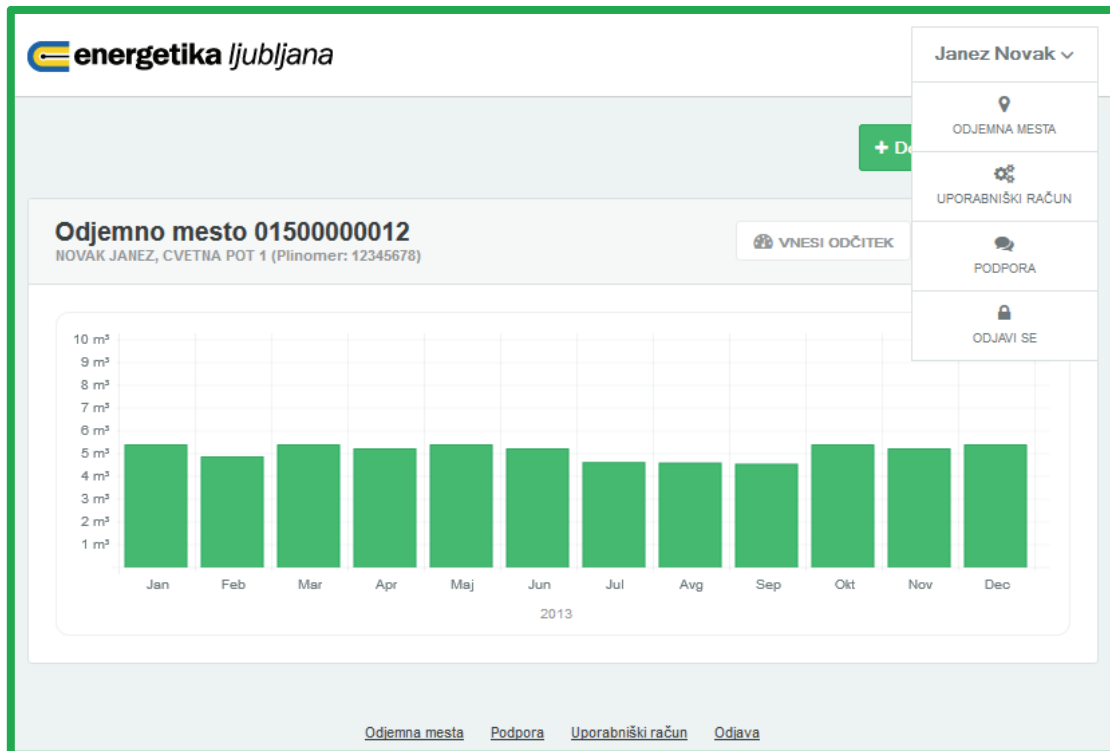 energetika ljubljana
Janez Novak
ODJEMNA MESTA
UPORABNIŠKI RAČUN
PODPORA
ODJAVI SE
Odjemno mesto 01500000012
NOVAK JANEZ, CVETNA POT 1 (Plinomer: 12345678)
VNESI ODČITEK
10 m³
9 m³
8 m³
7 m³
6 m³
5 m³
4 m³
3 m³
2 m³
1 m³
Jan Feb Mar Apr Maj Jun Jul Avg Sep Okt Nov Dec
2013
Odjemna mesta Podpora Uporabniški račun Odjava